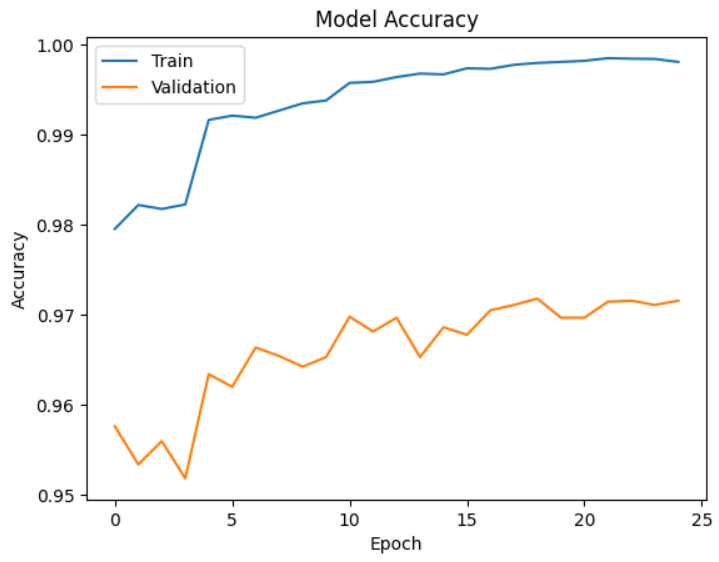 Model Accuracy
1.00
0.99
0.98
0.97
0.96
0.95
Accuracy
Train
Validation
0 5 10 15 20 25
Epoch